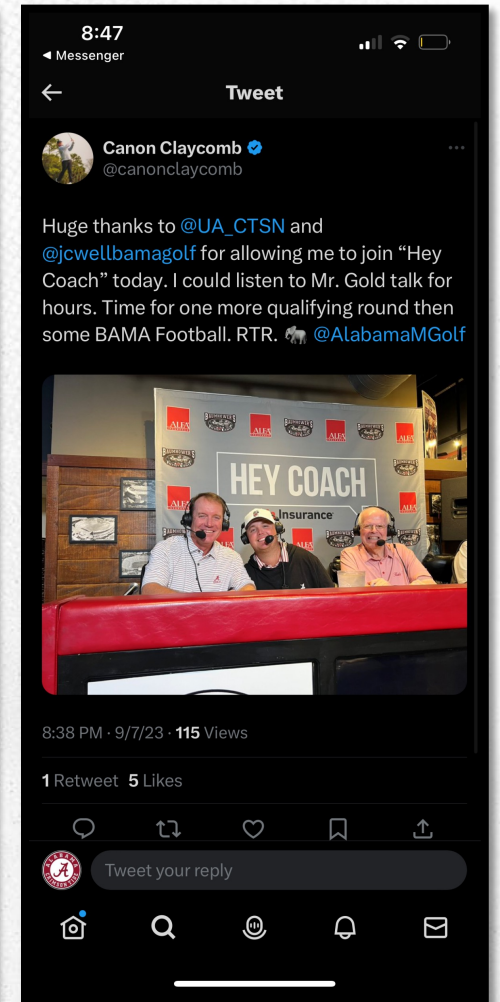 8:47
◀ Messenger
Tweet
Canon Claycomb
@canonclaycomb
Huge thanks to @UA_CTSN and
@jcwellbamagolf for allowing me to join “Hey
Coach” today. I could listen to Mr. Gold talk for
hours. Time for one more qualifying round then
some BAMA Football. RTR. 🐘 @AlabamaMGolf
ALFA ALFA ALFA ALFA
HEY COACH
Insurance
ALFA ALFA
8:38 PM · 9/7/23 · 115 Views
1 Retweet 5 Likes
ALABAMA
CRIMSON TIDE
Tweet your reply